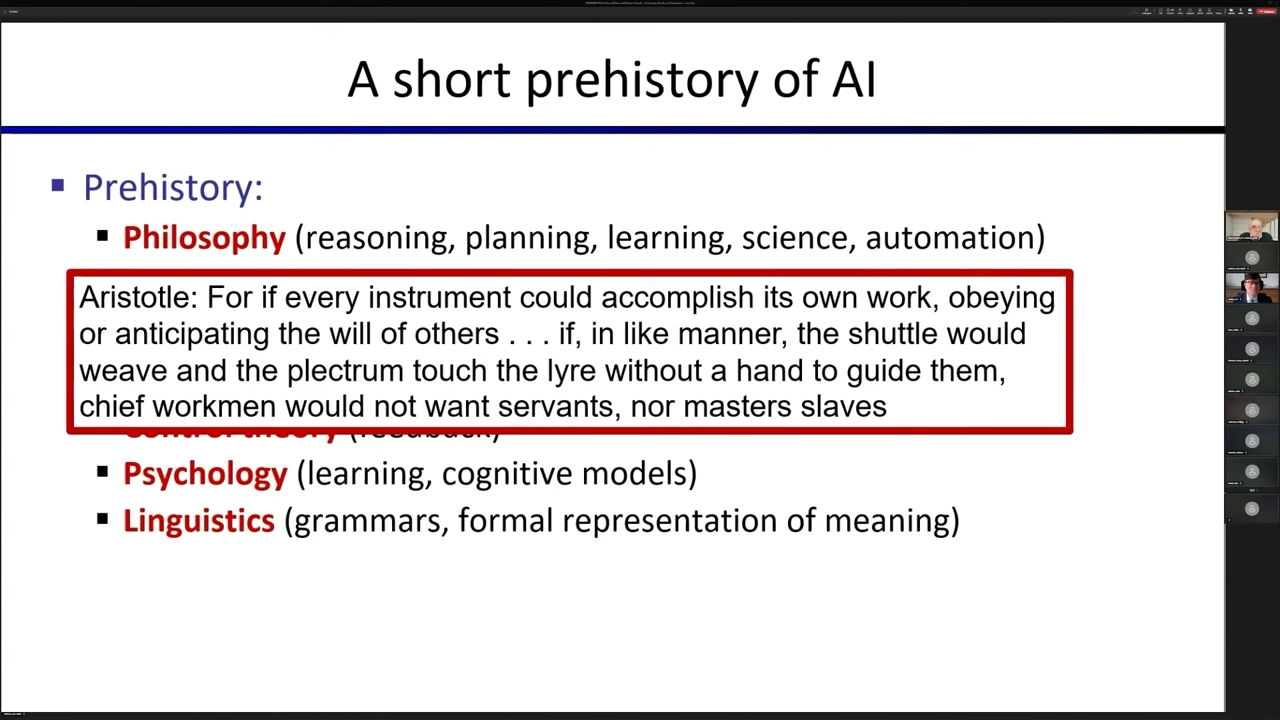 A short prehistory of AI
Prehistory:
Philosophy (reasoning, planning, learning, science, automation)
Aristotle: For if every instrument could accomplish its own work, obeying
or anticipating the will of others . . . if, in like manner, the shuttle would
weave and the plectrum touch the lyre without a hand to guide them,
chief workmen would not want servants, nor masters slaves
Control theory (feedback)
Psychology (learning, cognitive models)
Linguistics (grammars, formal representation of meaning)